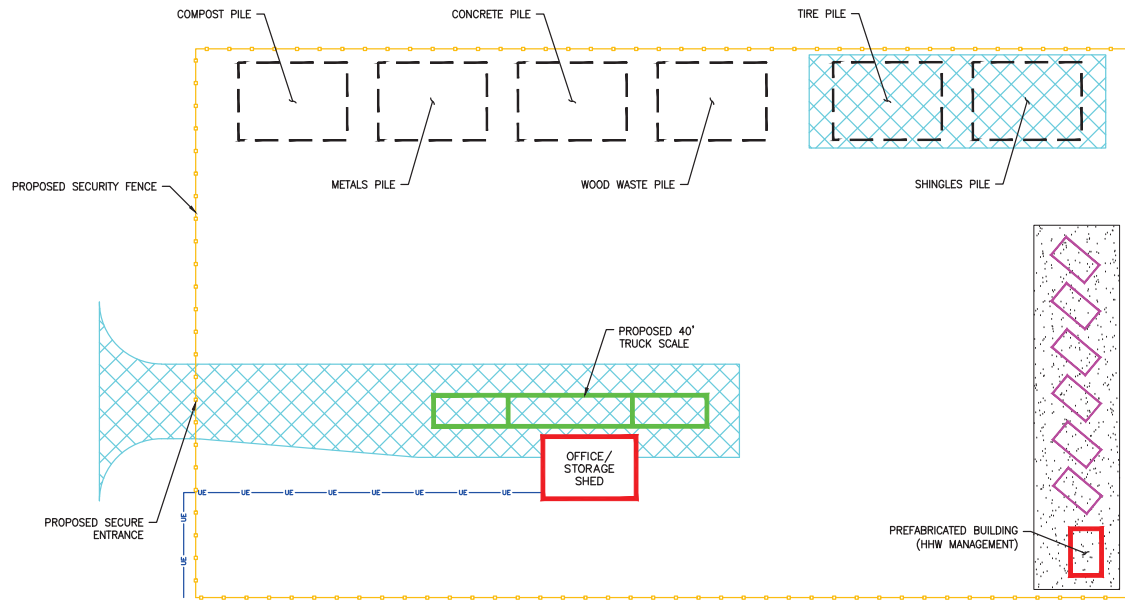 COMPOST PILE
CONCRETE PILE
TIRE PILE
METALS PILE
WOOD WASTE PILE
SHINGLES PILE
PROPOSED SECURITY FENCE
PROPOSED 40'
TRUCK SCALE
OFFICE/
STORAGE
SHED
UE UE UE UE UE UE UE UE
UE
UE
PROPOSED SECURE
ENTRANCE
PREFABRICATED BUILDING
(HHW MANAGEMENT)